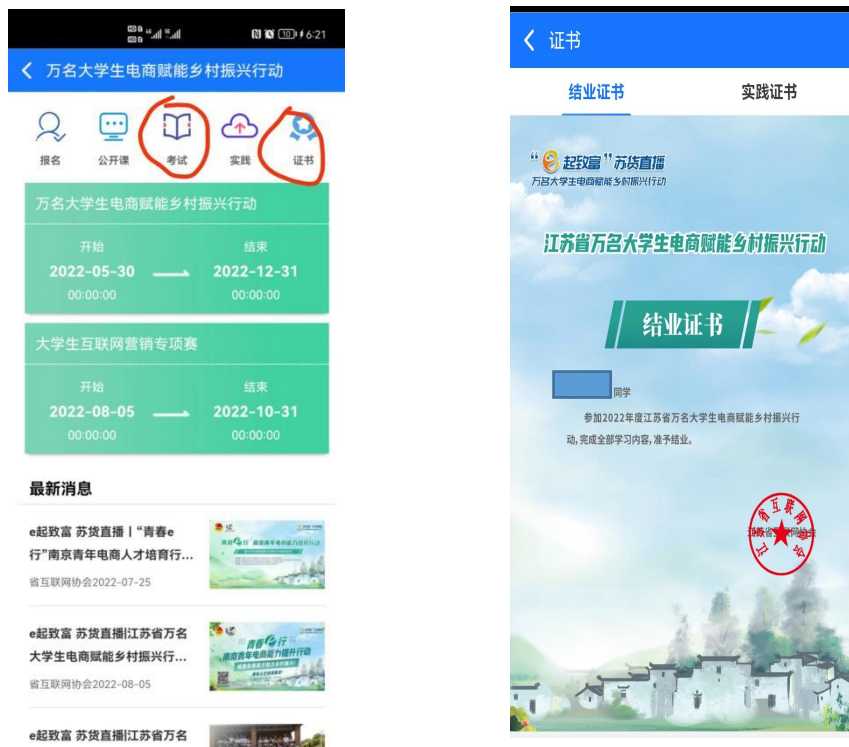 10
6:21
万名大学生电商赋能乡村振兴行动
报名 公开课 考试 实践 证书
万名大学生电商赋能乡村振兴行动
开始 结束
2022-05-30 2022-12-31
00:00:00 00:00:00
大学生互联网营销专项赛
开始 结束
2022-08-05 2022-10-31
00:00:00 00:00:00
最新消息
e起致富 苏货直播丨“青春e
行”南京青年电商人才培育行...
省互联网协会2022-07-25
e起致富 苏货直播|江苏省万名
大学生电商赋能乡村振兴行...
省互联网协会2022-08-05
e起致富 苏货直播|江苏省万名
证书
结业证书 实践证书
“e起致富”苏货直播
万名大学生电商赋能乡村振兴行动
江苏省万名大学生电商赋能乡村振兴行动
结业证书
同学
参加2022年度江苏省万名大学生电商赋能乡村振兴行
动,完成全部学习内容,准予结业。
江苏省互联网协会